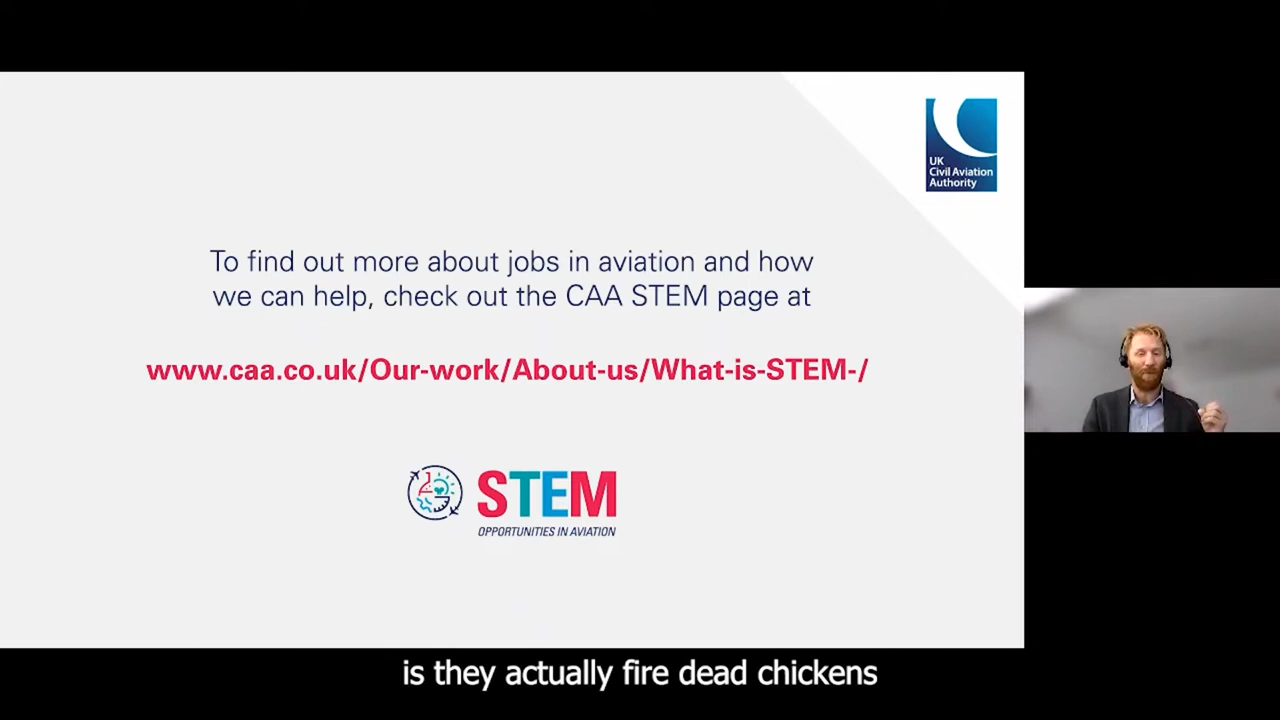 UK
Civil Aviation
Authority
To find out more about jobs in aviation and how
we can help, check out the CAA STEM page at
www.caa.co.uk/Our-work/About-us/What-is-STEM-/
STEM
OPPORTUNITIES IN AVIATION
is they actually fire dead chickens